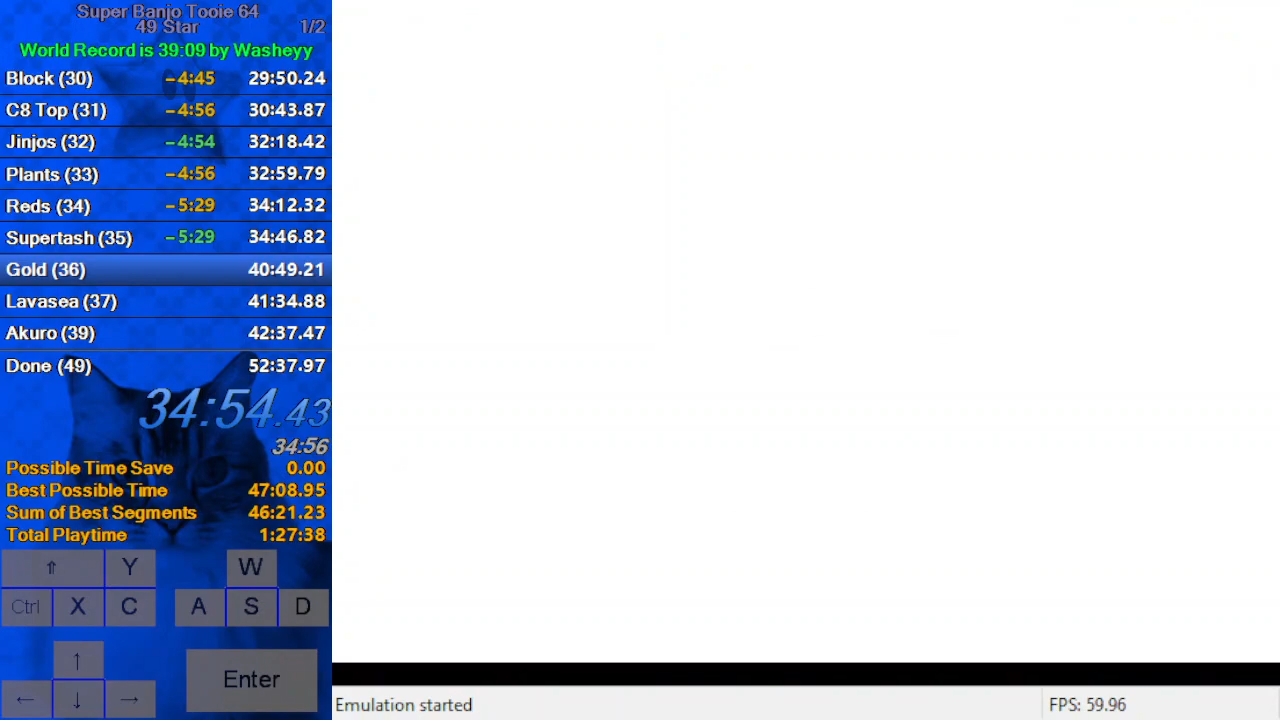 Super Banjo Tooie 64
49 Star 1/2
World Record is 39:09 by Washeyy
Block (30) −4:45 29:50.24
C8 Top (31) −4:56 30:43.87
Jinjos (32) −4:54 32:18.42
Plants (33) −4:56 32:59.79
Reds (34) −5:29 34:12.32
Supertash (35) −5:29 34:46.82
Gold (36) 40:49.21
Lavasea (37) 41:34.88
Akuro (39) 42:37.47
Done (49) 52:37.97
34:54.43
34:56
Possible Time Save 0.00
Best Possible Time 47:08.95
Sum of Best Segments 46:21.23
Total Playtime 1:27:38
⇑ Y W
Ctrl X C A S D
↑
← ↓ → Enter
Emulation started FPS: 59.96